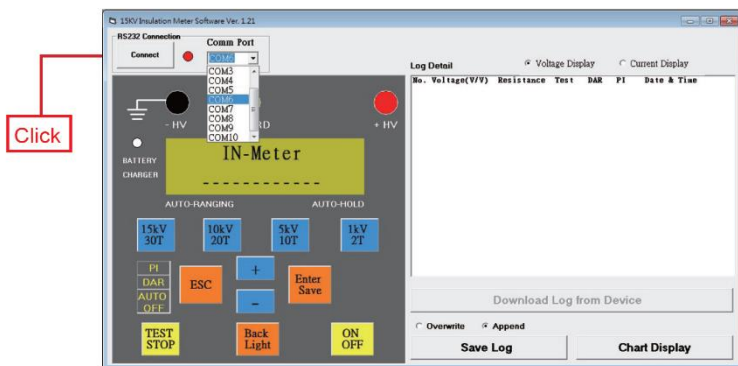 15KV Insulation Meter Software Ver. 1.21
RS232 Connection
Connect
Comm Port
COM6
COM3
COM4
COM5
COM6
COM7
COM8
COM9
COM10
Click
- HV
RD
+ HV
BATTERY
CHARGER
IN-Meter
------------
AUTO-RANGING
AUTO-HOLD
15kV
30T
10kV
20T
5kV
10T
1kV
2T
PI
DAR
AUTO
OFF
ESC
+
-
Enter
Save
TEST
STOP
Back
Light
ON
OFF
Log Detail
Voltage Display
Current Display
No. Voltage(V/V) Resistance Test DAR PI Date & Time
Download Log from Device
Overwrite
Append
Save Log
Chart Display